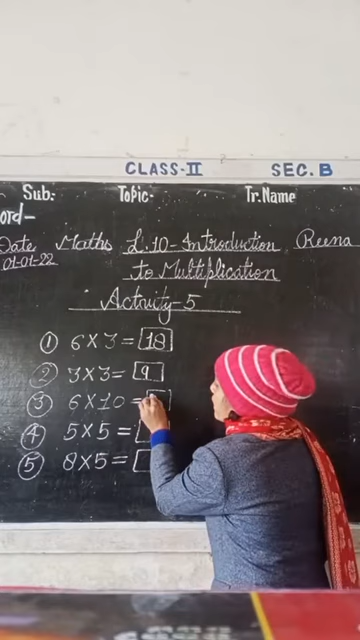 CLASS-II SEC. B
Sub: Topic: Tr.Name
ord-
Date Maths L.10-Introduction Reena
01-01-22 to Multiplication
Activity-5
① 6×3= 18
② 3×3= 9
③ 6×10=
④ 5×5=
⑤ 8×5=